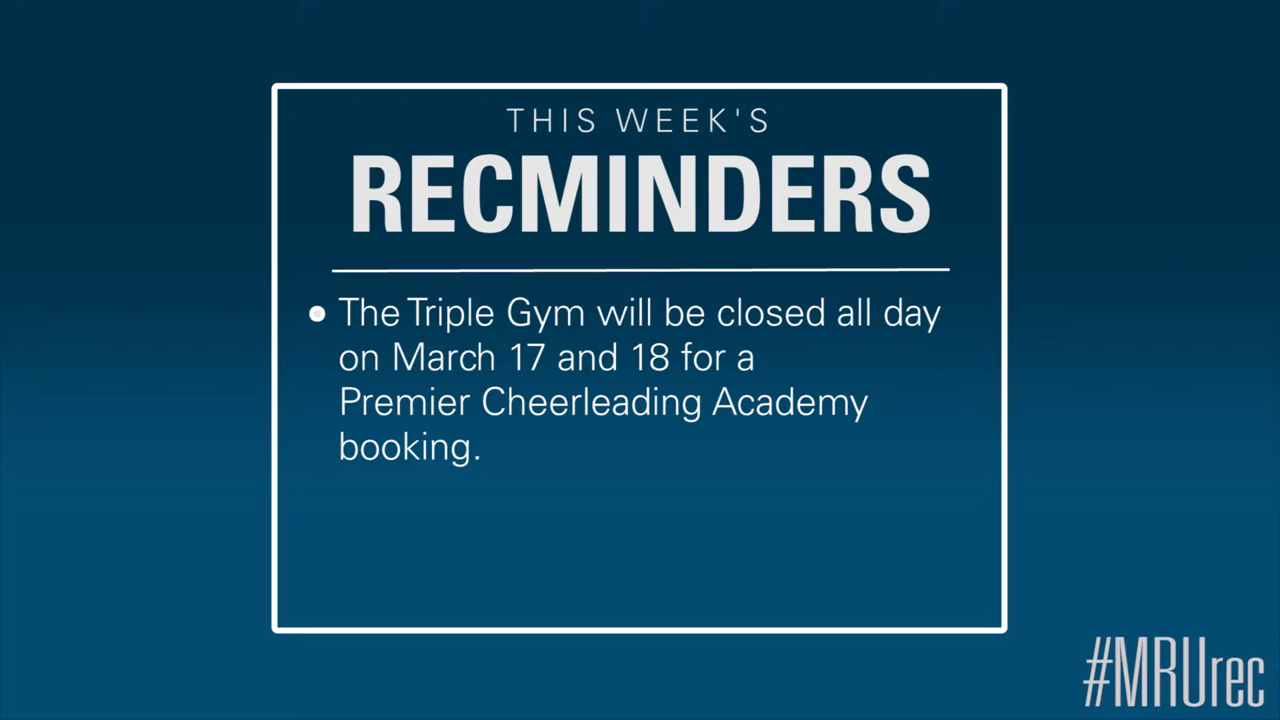 THIS WEEK'S
RECMINDERS
• The Triple Gym will be closed all day
on March 17 and 18 for a
Premier Cheerleading Academy
booking.
#MRUrec